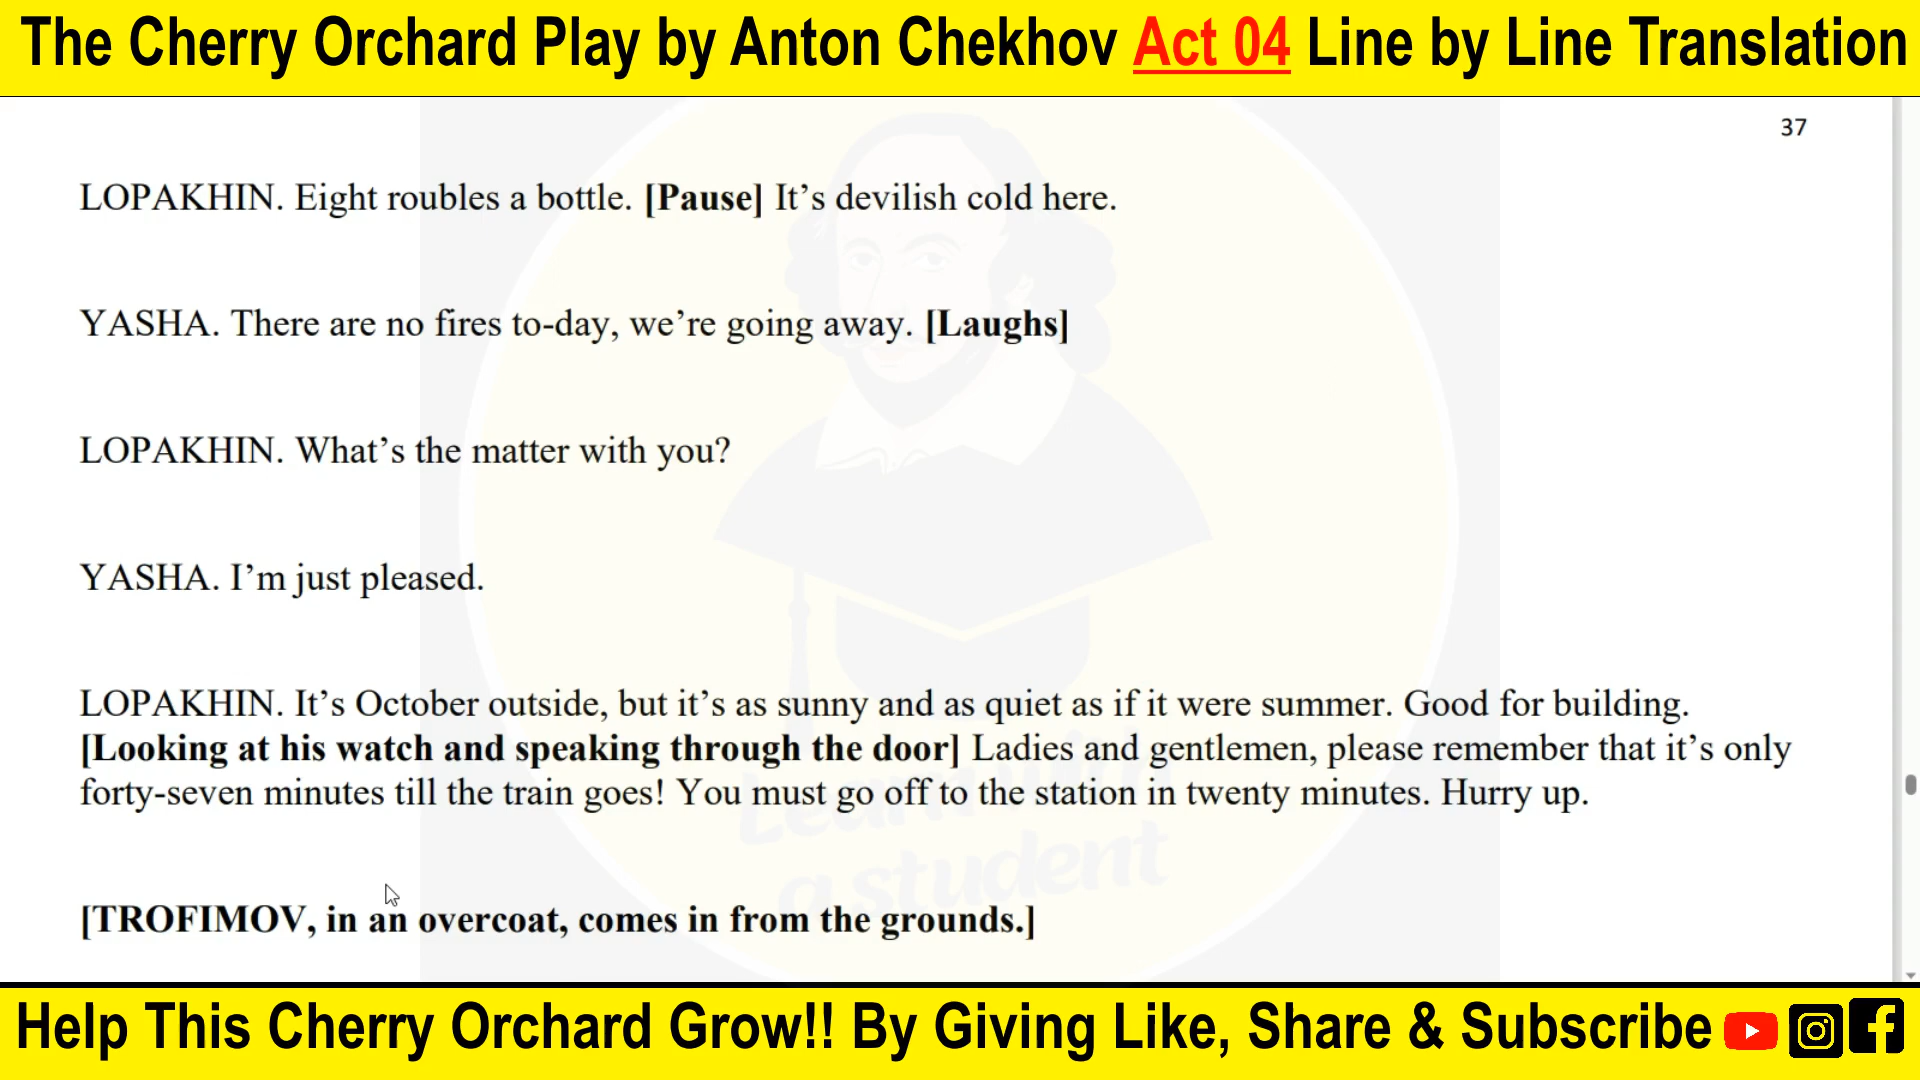 The Cherry Orchard Play by Anton Chekhov Act 04 Line by Line Translation
37
LOPAKHIN. Eight roubles a bottle. [Pause] It’s devilish cold here.
YASHA. There are no fires to-day, we’re going away. [Laughs]
LOPAKHIN. What’s the matter with you?
YASHA. I’m just pleased.
LOPAKHIN. It’s October outside, but it’s as sunny and as quiet as if it were summer. Good for building.
[Looking at his watch and speaking through the door] Ladies and gentlemen, please remember that it’s only
forty-seven minutes till the train goes! You must go off to the station in twenty minutes. Hurry up.
Learn with
a student
[TROFIMOV, in an overcoat, comes in from the grounds.]
Help This Cherry Orchard Grow!! By Giving Like, Share & Subscribe